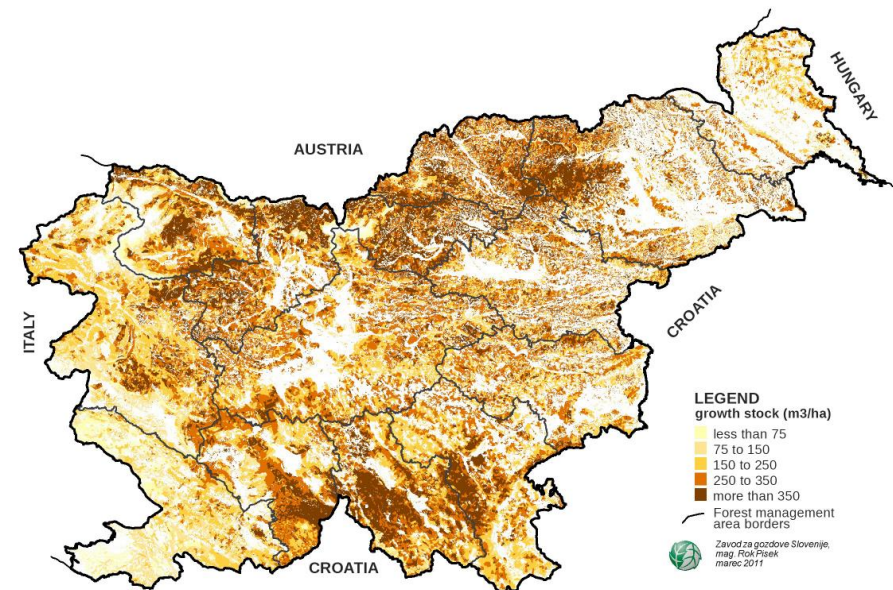 AUSTRIA
HUNGARY
ITALY
CROATIA
CROATIA
LEGEND
growth stock (m3/ha)
less than 75
75 to 150
150 to 250
250 to 350
more than 350
Forest management
area borders
Zavod za gozdove Slovenije,
mag. Rok Pisek
marec 2011